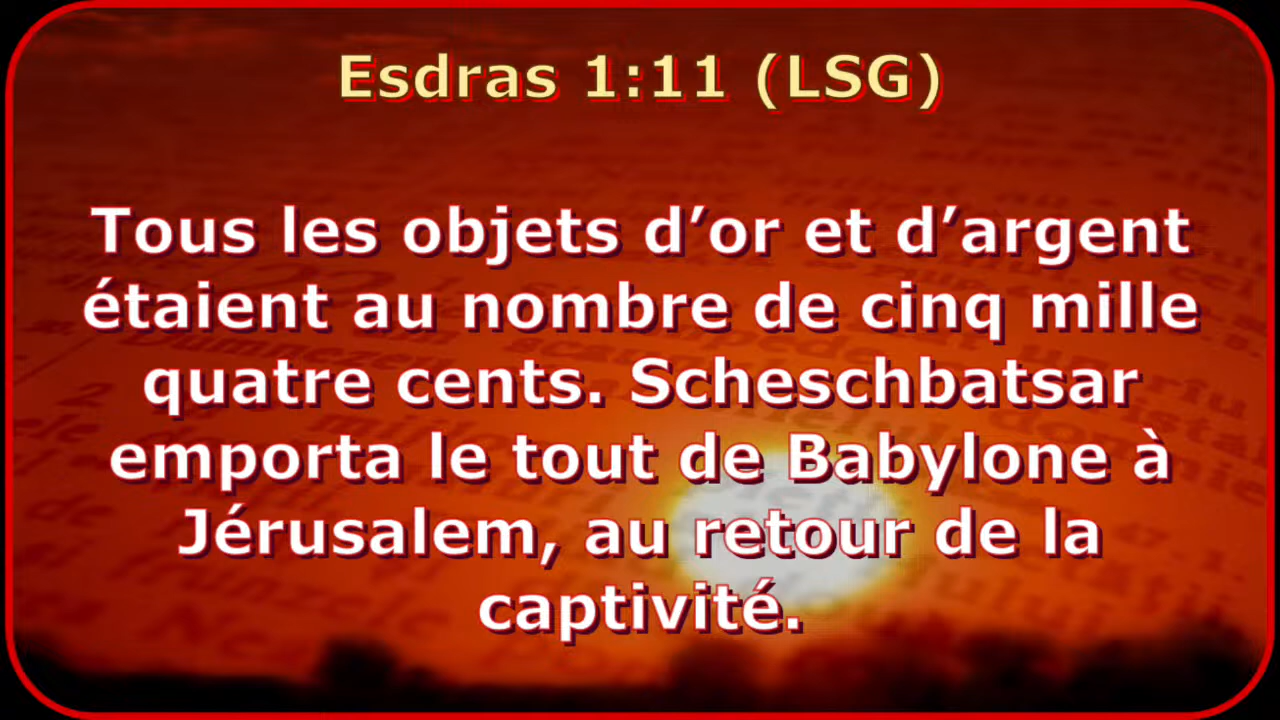 Esdras 1:11 (LSG)
Tous les objets d’or et d’argent
étaient au nombre de cinq mille
quatre cents. Scheschbatsar
emporta le tout de Babylone à
Jérusalem, au retour de la
captivité.